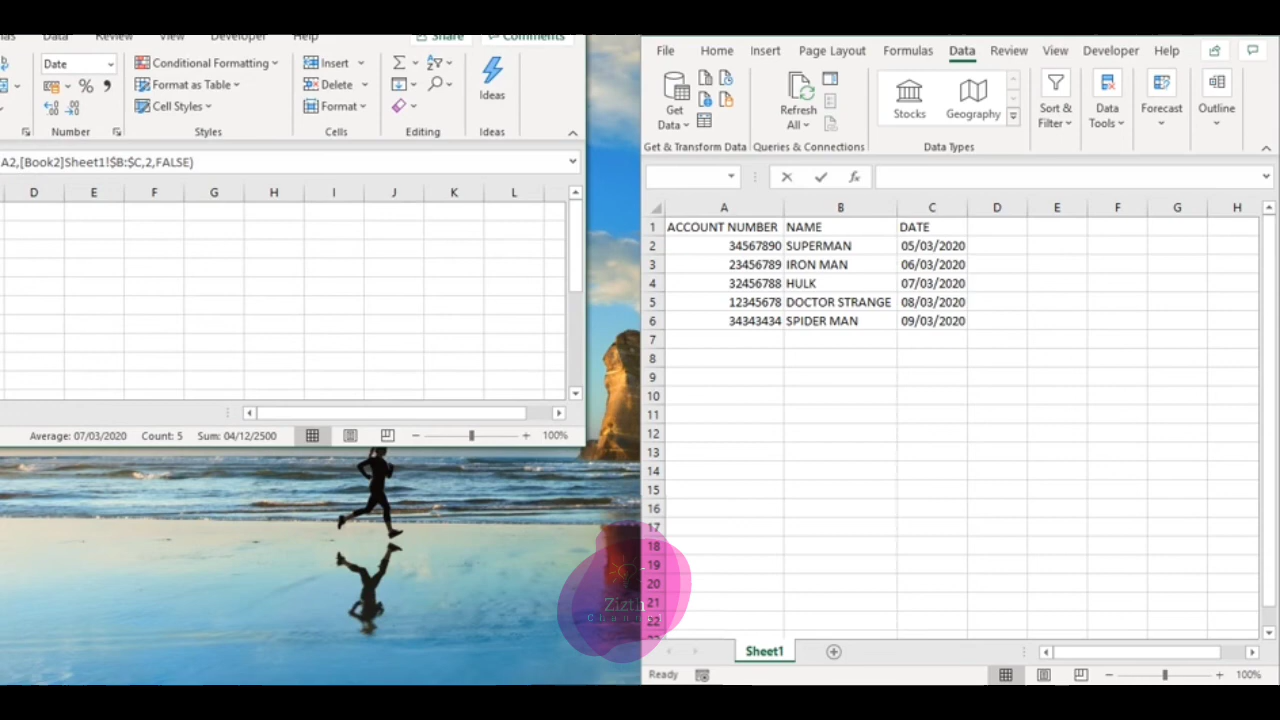 Data Review View Developer Help Share Comments
Date
Conditional Formatting
Format as Table
Cell Styles
Insert
Delete
Format
Ideas
Number Styles Cells Editing Ideas
A2,[Book2]Sheet1!$B:$C,2,FALSE)
D E F G H I J K L
Average: 07/03/2020 Count: 5 Sum: 04/12/2500 100%
File Home Insert Page Layout Formulas Data Review View Developer Help
Get Data
Refresh All
Stocks
Geography
Sort & Filter
Data Tools
Forecast
Outline
Get & Transform Data Queries & Connections Data Types
fx
A B C D E F G H
1 ACCOUNT NUMBER NAME DATE
2 34567890 SUPERMAN 05/03/2020
3 23456789 IRON MAN 06/03/2020
4 32456788 HULK 07/03/2020
5 12345678 DOCTOR STRANGE 08/03/2020
6 34343434 SPIDER MAN 09/03/2020
7
8
9
10
11
12
13
14
15
16
17
18
19
20
21
22
Zizth
Channel
Sheet1
Ready 100%